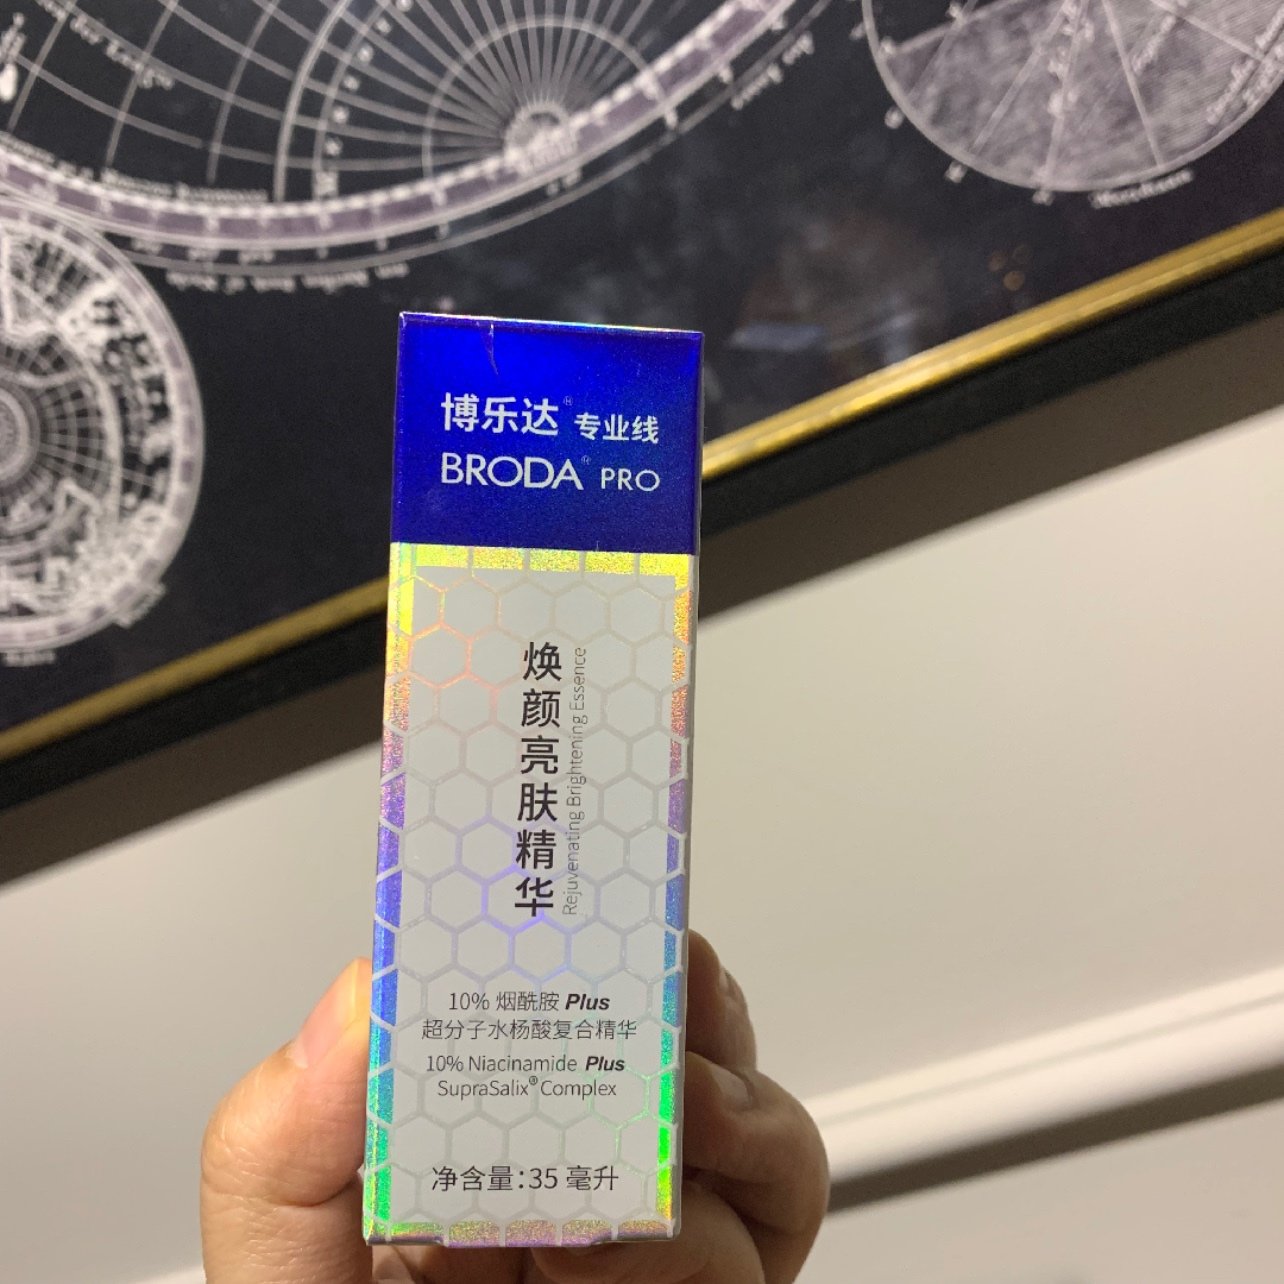 博乐达® 专业线
BRODA® PRO
焕颜亮肤精华
Rejuvenating Brightening Essence
10% 烟酰胺 Plus
超分子水杨酸复合精华
10% Niacinamide Plus
SupraSalix® Complex
净含量:35 毫升